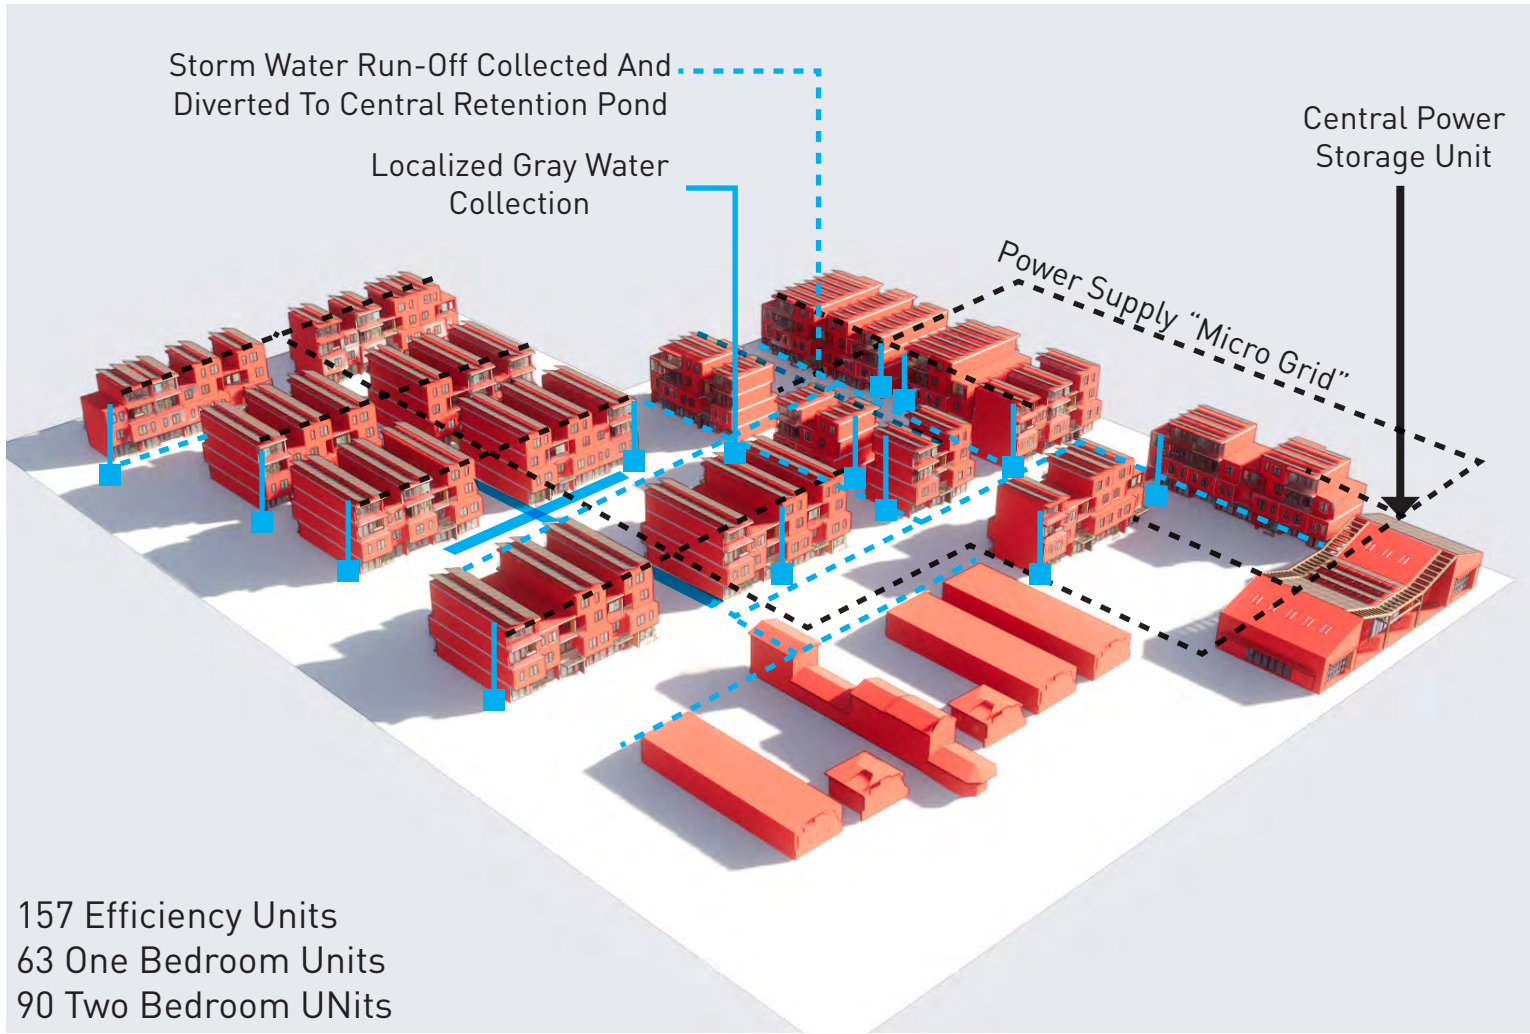 Storm Water Run-Off Collected And
Diverted To Central Retention Pond
Localized Gray Water
Collection
Central Power
Storage Unit
Power Supply “Micro Grid”
157 Efficiency Units
63 One Bedroom Units
90 Two Bedroom UNits